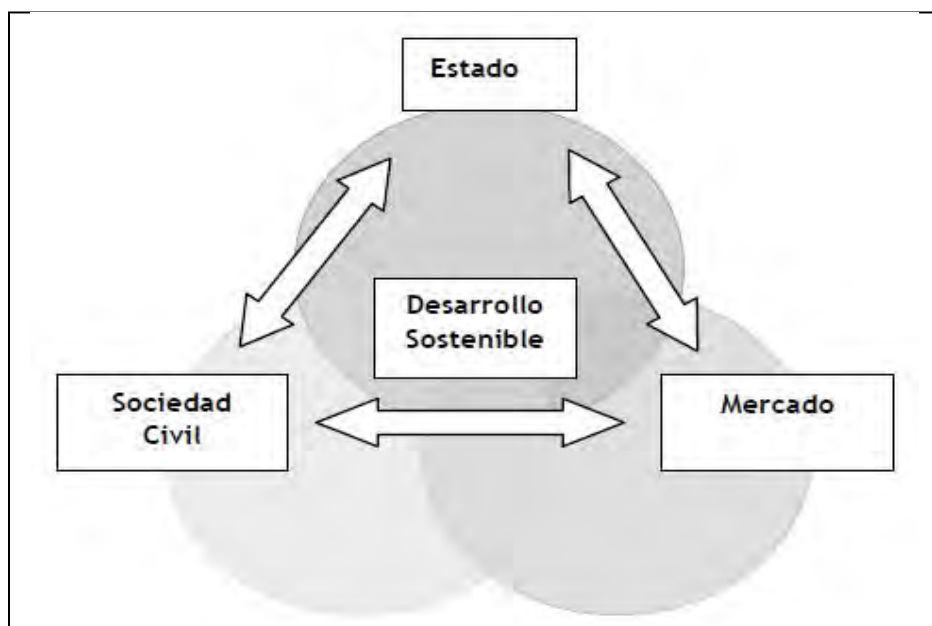 Estado
Desarrollo
Sostenible
Sociedad
Civil
Mercado